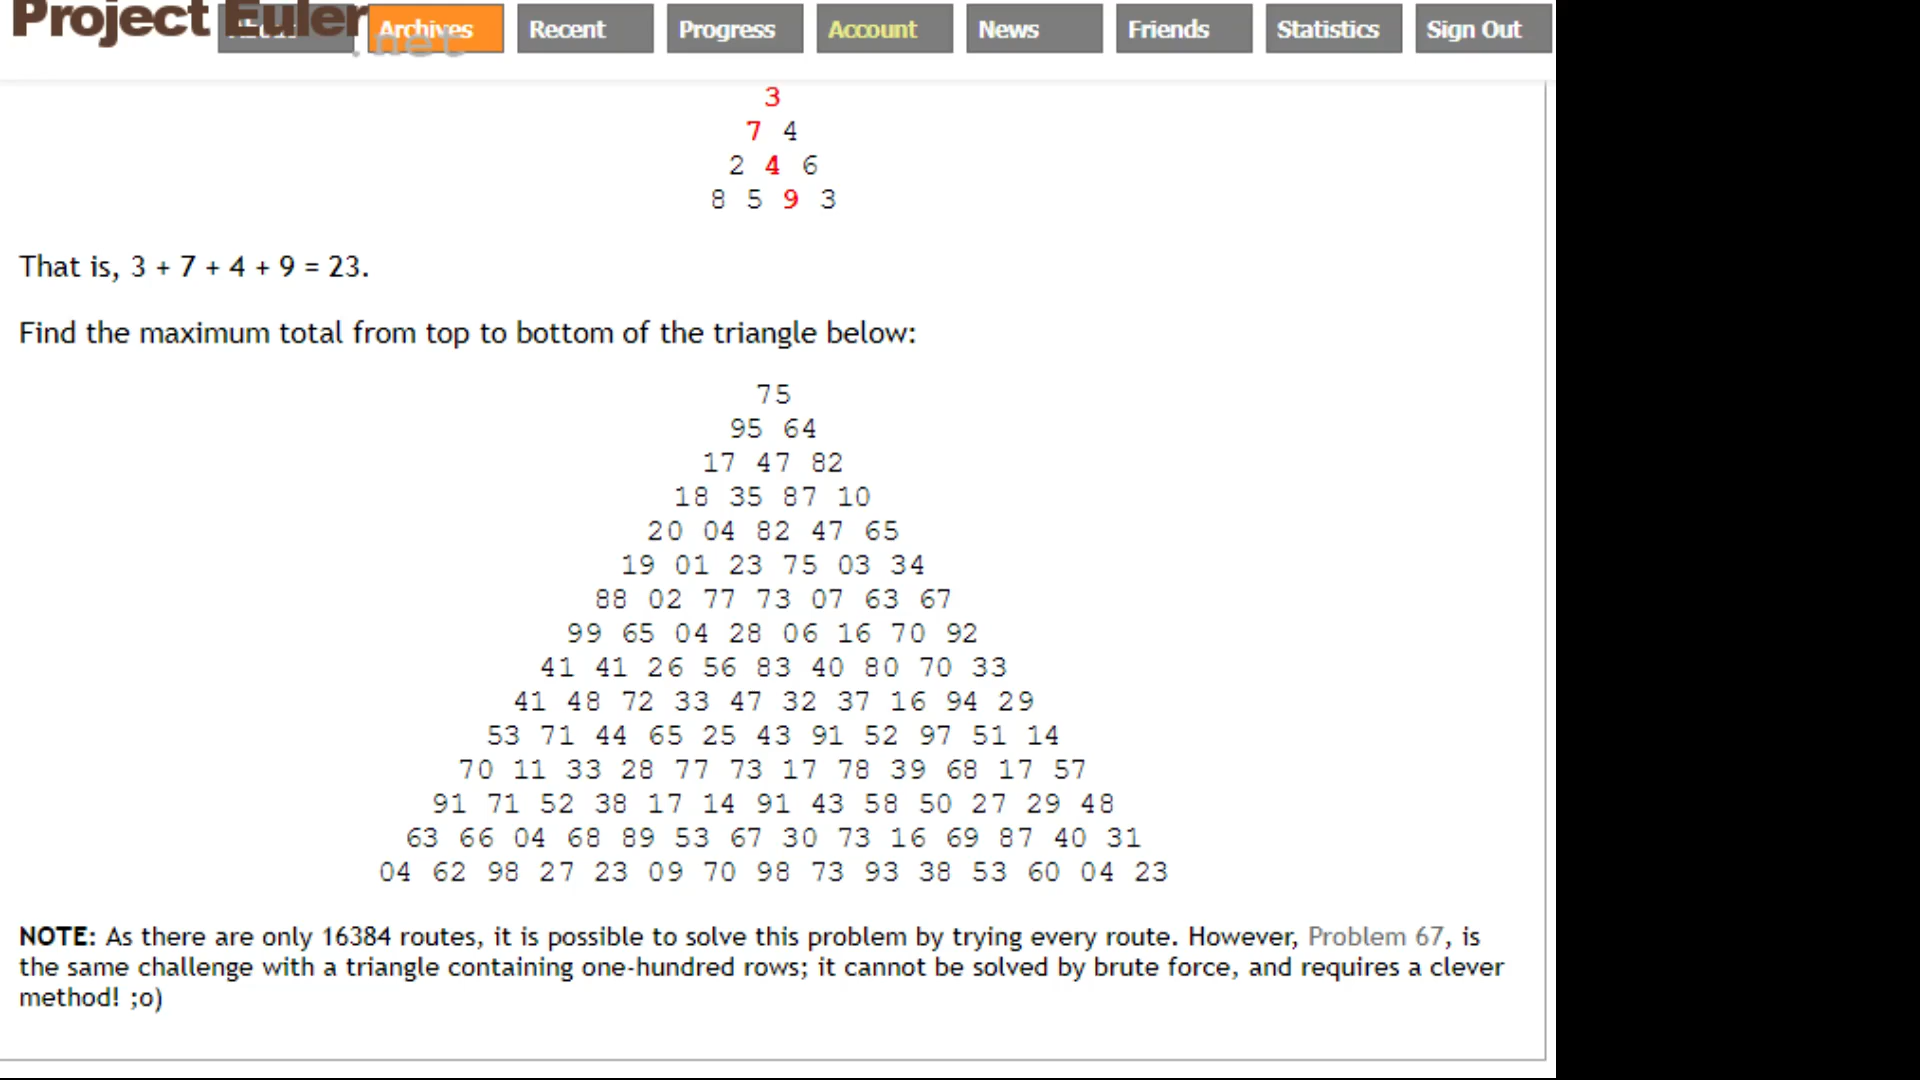 Project Euler
.net
Archives Recent Progress Account News Friends Statistics Sign Out
3
7 4
2 4 6
8 5 9 3
That is, 3 + 7 + 4 + 9 = 23.
Find the maximum total from top to bottom of the triangle below:
75
95 64
17 47 82
18 35 87 10
20 04 82 47 65
19 01 23 75 03 34
88 02 77 73 07 63 67
99 65 04 28 06 16 70 92
41 41 26 56 83 40 80 70 33
41 48 72 33 47 32 37 16 94 29
53 71 44 65 25 43 91 52 97 51 14
70 11 33 28 77 73 17 78 39 68 17 57
91 71 52 38 17 14 91 43 58 50 27 29 48
63 66 04 68 89 53 67 30 73 16 69 87 40 31
04 62 98 27 23 09 70 98 73 93 38 53 60 04 23
NOTE: As there are only 16384 routes, it is possible to solve this problem by trying every route. However, Problem 67, is
the same challenge with a triangle containing one-hundred rows; it cannot be solved by brute force, and requires a clever
method! ;o)